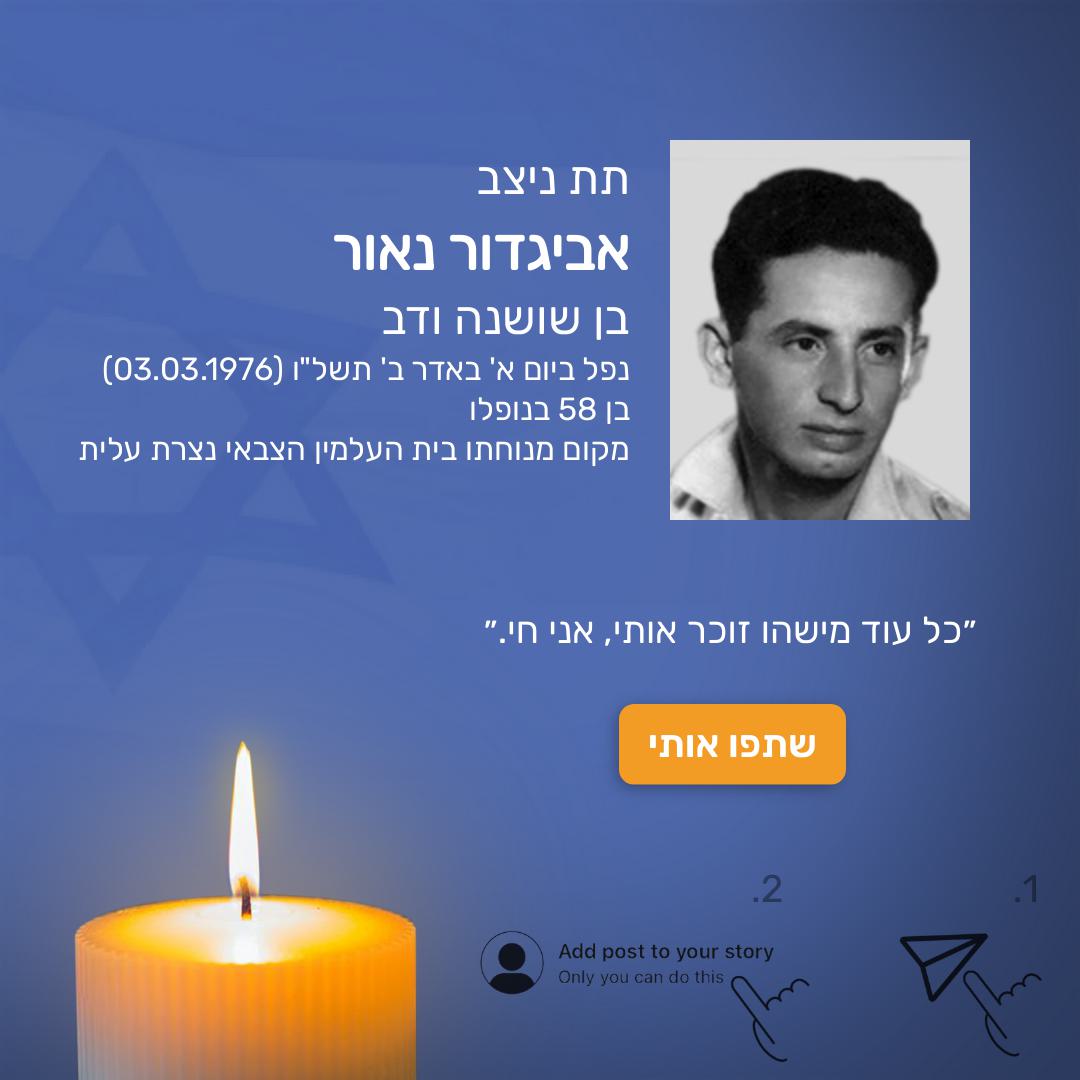 תת ניצב
אביגדור נאור
בן שושנה ודב
נפל ביום א' באדר ב' תשל"ו (03.03.1976)
בן 58 בנופלו
מקום מנוחתו בית העלמין הצבאי נצרת עלית
״כל עוד מישהו זוכר אותי, אני חי.״
שתפו אותי
1.
2.
Add post to your story
Only you can do this